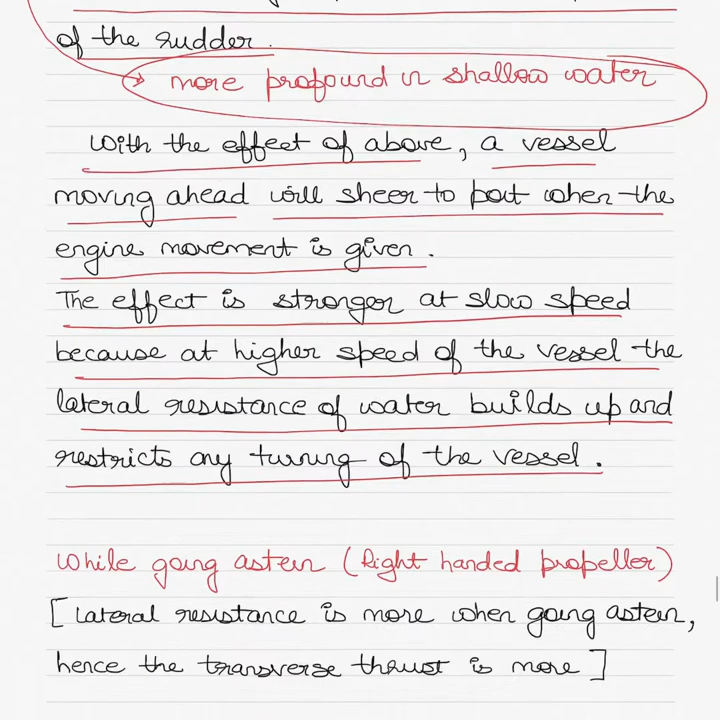 of the rudder.
more profound in shallow water
With the effect of above, a vessel
moving ahead will sheer to port when the
engine movement is given.
The effect is stronger at slow speed
because at higher speed of the vessel the
lateral resistance of water builds up and
restricts any turning of the vessel.
While going astern (Right handed propeller)
[Lateral resistance is more when going astern,
hence the transverse thrust is more]